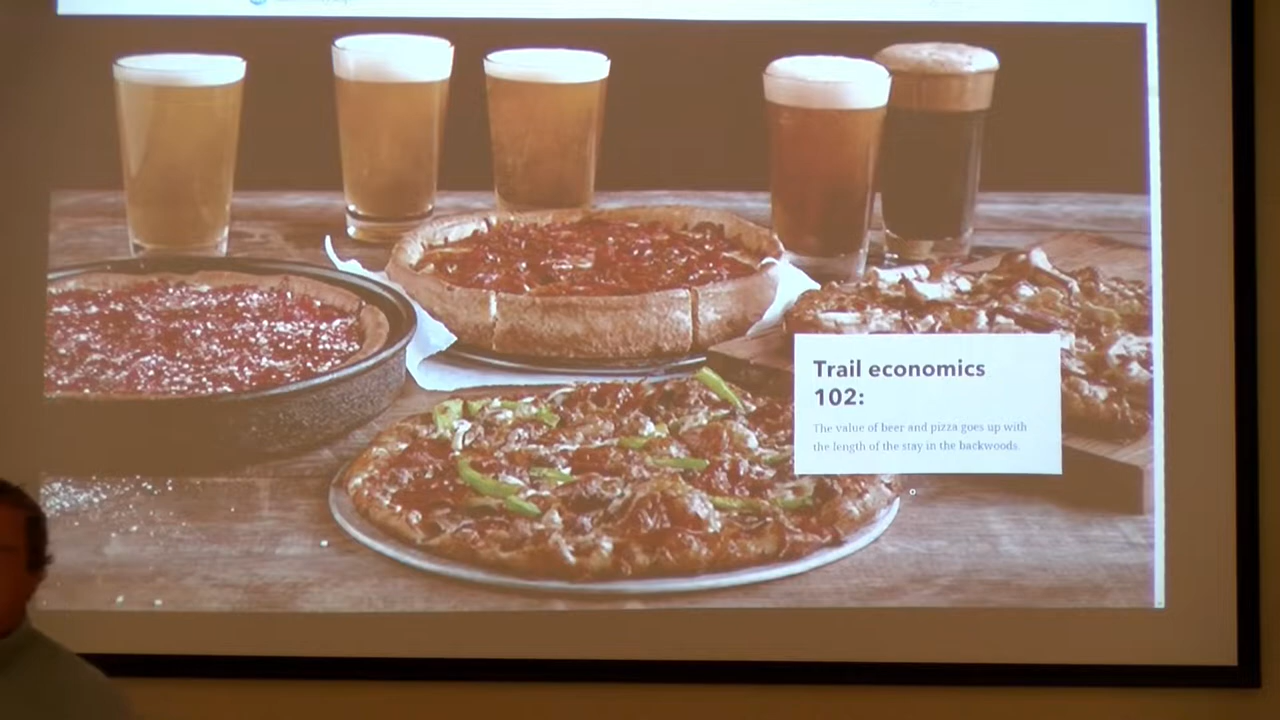 Trail economics
102:
The value of beer and pizza goes up with
the length of the stay in the backwoods.